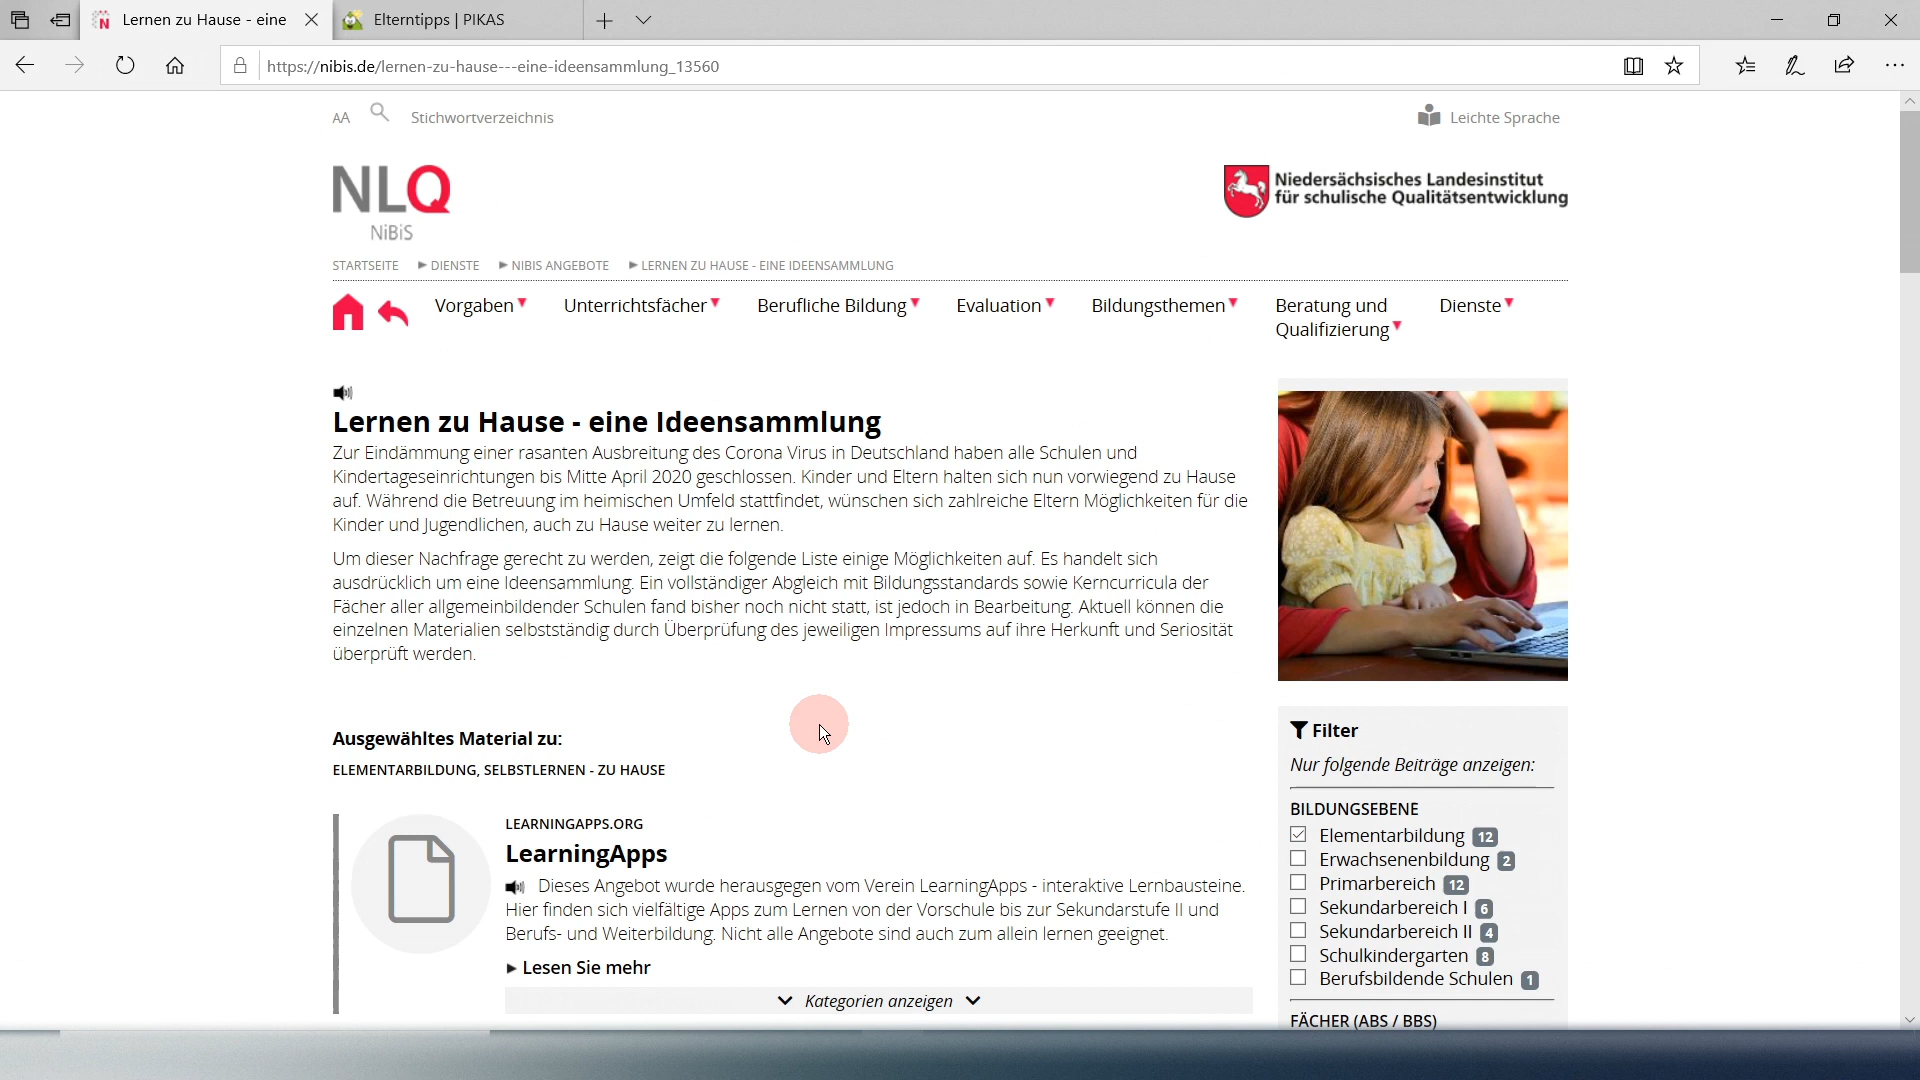 Lernen zu Hause - eine
Elterntipps | PIKAS
https://nibis.de/lernen-zu-hause---eine-ideensammlung_13560
AA
Stichwortverzeichnis
Leichte Sprache
NLQ
NiBiS
Niedersächsisches Landesinstitut
für schulische Qualitätsentwicklung
STARTSEITE ▶ DIENSTE ▶ NIBIS ANGEBOTE ▶ LERNEN ZU HAUSE - EINE IDEENSAMMLUNG
Vorgaben Unterrichtsfächer Berufliche Bildung Evaluation Bildungsthemen Beratung und Dienste
Qualifizierung
Lernen zu Hause - eine Ideensammlung
Zur Eindämmung einer rasanten Ausbreitung des Corona Virus in Deutschland haben alle Schulen und
Kindertageseinrichtungen bis Mitte April 2020 geschlossen. Kinder und Eltern halten sich nun vorwiegend zu Hause
auf. Während die Betreuung im heimischen Umfeld stattfindet, wünschen sich zahlreiche Eltern Möglichkeiten für die
Kinder und Jugendlichen, auch zu Hause weiter zu lernen.
Um dieser Nachfrage gerecht zu werden, zeigt die folgende Liste einige Möglichkeiten auf. Es handelt sich
ausdrücklich um eine Ideensammlung. Ein vollständiger Abgleich mit Bildungsstandards sowie Kerncurricula der
Fächer aller allgemeinbildender Schulen fand bisher noch nicht statt, ist jedoch in Bearbeitung. Aktuell können die
einzelnen Materialien selbstständig durch Überprüfung des jeweiligen Impressums auf ihre Herkunft und Seriosität
überprüft werden.
Ausgewähltes Material zu:
ELEMENTARBILDUNG, SELBSTLERNEN - ZU HAUSE
LEARNINGAPPS.ORG
LearningApps
Dieses Angebot wurde herausgegen vom Verein LearningApps - interaktive Lernbausteine.
Hier finden sich vielfältige Apps zum Lernen von der Vorschule bis zur Sekundarstufe II und
Berufs- und Weiterbildung. Nicht alle Angebote sind auch zum allein lernen geeignet.
▶ Lesen Sie mehr
Kategorien anzeigen
Filter
Nur folgende Beiträge anzeigen:
BILDUNGSEBENE
Elementarbildung 12
Erwachsenenbildung 2
Primarbereich 12
Sekundarbereich I 6
Sekundarbereich II 4
Schulkindergarten 8
Berufsbildende Schulen 1
FÄCHER (ABS / BBS)